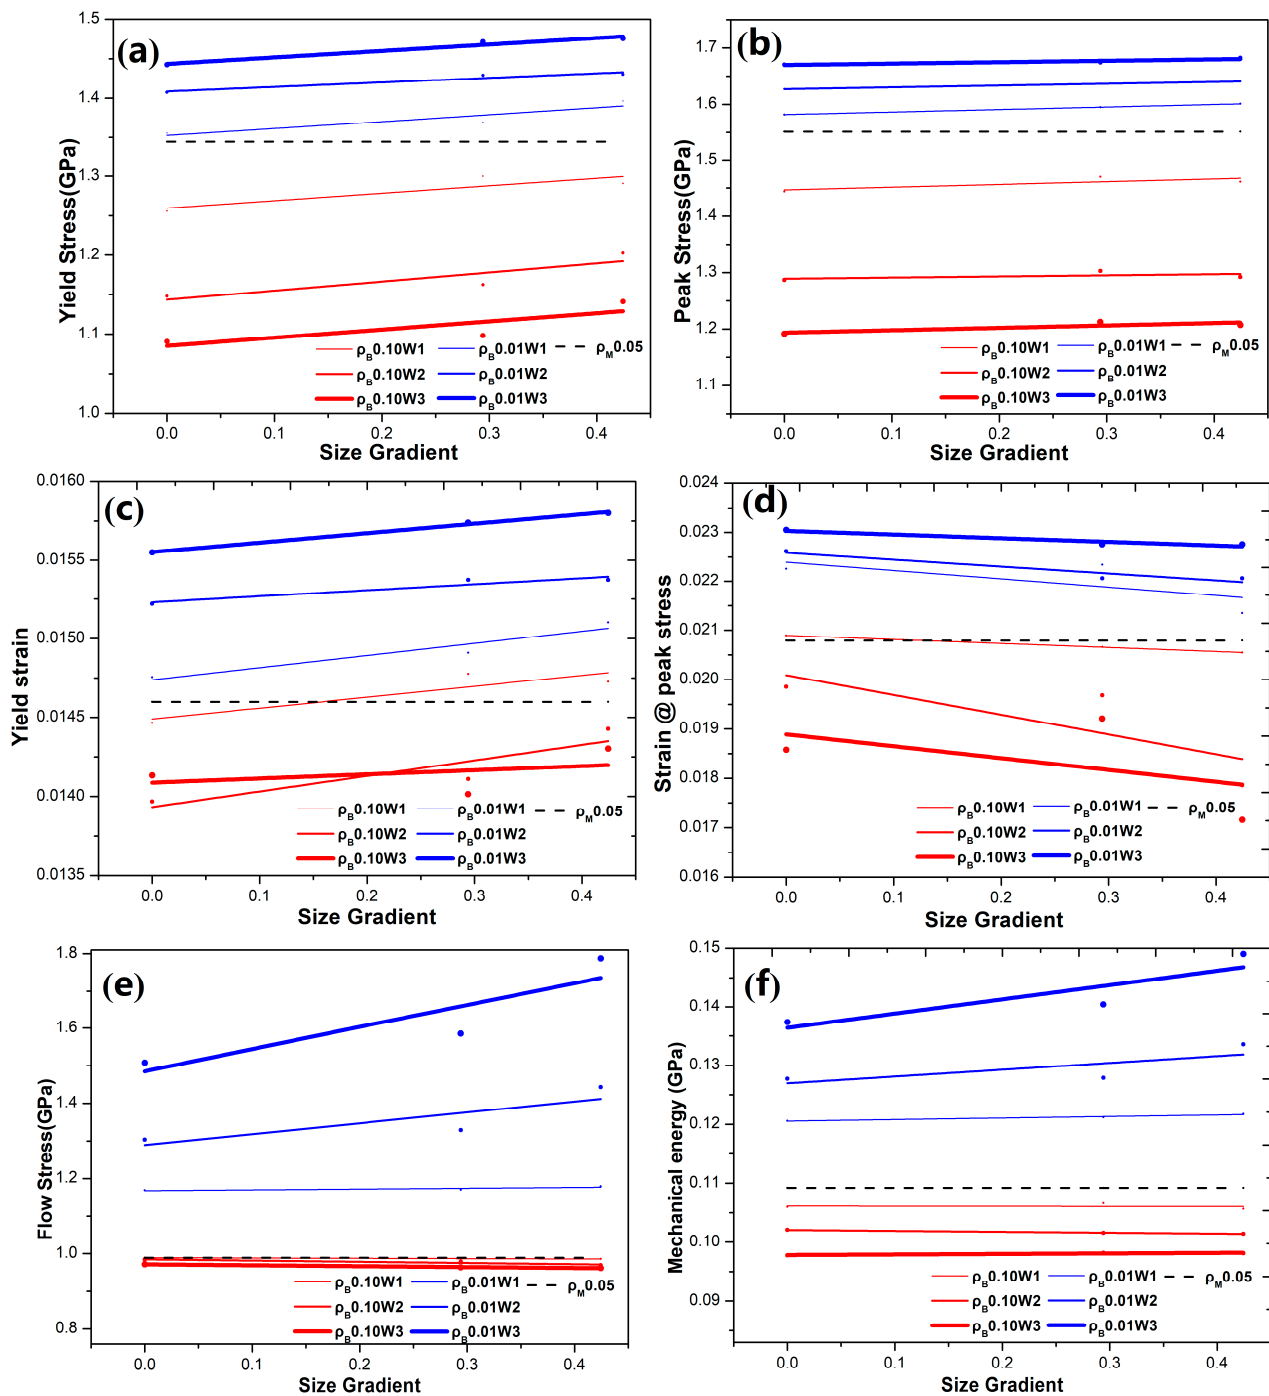 (a)
1.5
1.4
1.3
1.2
1.1
1.0
Yield Stress(GPa)
ρB0.10W1 ρB0.01W1 ρM0.05
ρB0.10W2 ρB0.01W2
ρB0.10W3 ρB0.01W3
0.0 0.1 0.2 0.3 0.4
Size Gradient
(b)
1.7
1.6
1.5
1.4
1.3
1.2
1.1
Peak Stress(GPa)
ρB0.10W1 ρB0.01W1 ρM0.05
ρB0.10W2 ρB0.01W2
ρB0.10W3 ρB0.01W3
0.0 0.1 0.2 0.3 0.4
Size Gradient
(c)
0.0160
0.0155
0.0150
0.0145
0.0140
0.0135
Yield strain
ρB0.10W1 ρB0.01W1 ρM0.05
ρB0.10W2 ρB0.01W2
ρB0.10W3 ρB0.01W3
0.0 0.1 0.2 0.3 0.4
Size Gradient
(d)
0.024
0.023
0.022
0.021
0.020
0.019
0.018
0.017
0.016
Strain @ peak stress
ρB0.10W1 ρB0.01W1 ρM0.05
ρB0.10W2 ρB0.01W2
ρB0.10W3 ρB0.01W3
0.0 0.1 0.2 0.3 0.4
Size Gradient
(e)
1.8
1.6
1.4
1.2
1.0
0.8
Flow Stress(GPa)
ρB0.10W1 ρB0.01W1 ρM0.05
ρB0.10W2 ρB0.01W2
ρB0.10W3 ρB0.01W3
0.0 0.1 0.2 0.3 0.4
Size Gradient
(f)
0.15
0.14
0.13
0.12
0.11
0.10
0.09
Mechanical energy (GPa)
ρB0.10W1 ρB0.01W1 ρM0.05
ρB0.10W2 ρB0.01W2
ρB0.10W3 ρB0.01W3
0.0 0.1 0.2 0.3 0.4
Size Gradient